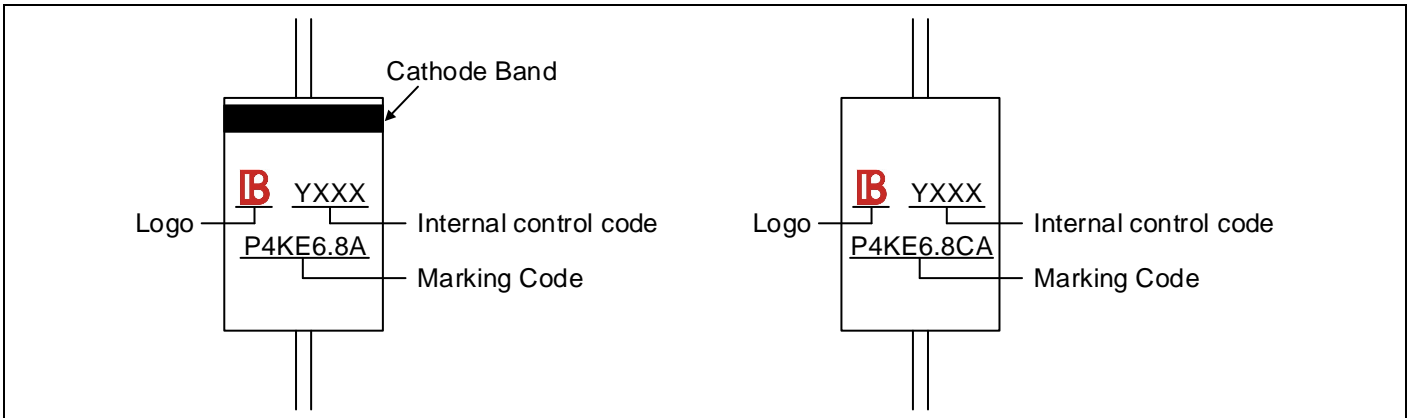 Cathode Band
B YXXX
Logo
Internal control code
P4KE6.8A
Marking Code
B YXXX
Logo
Internal control code
P4KE6.8CA
Marking Code